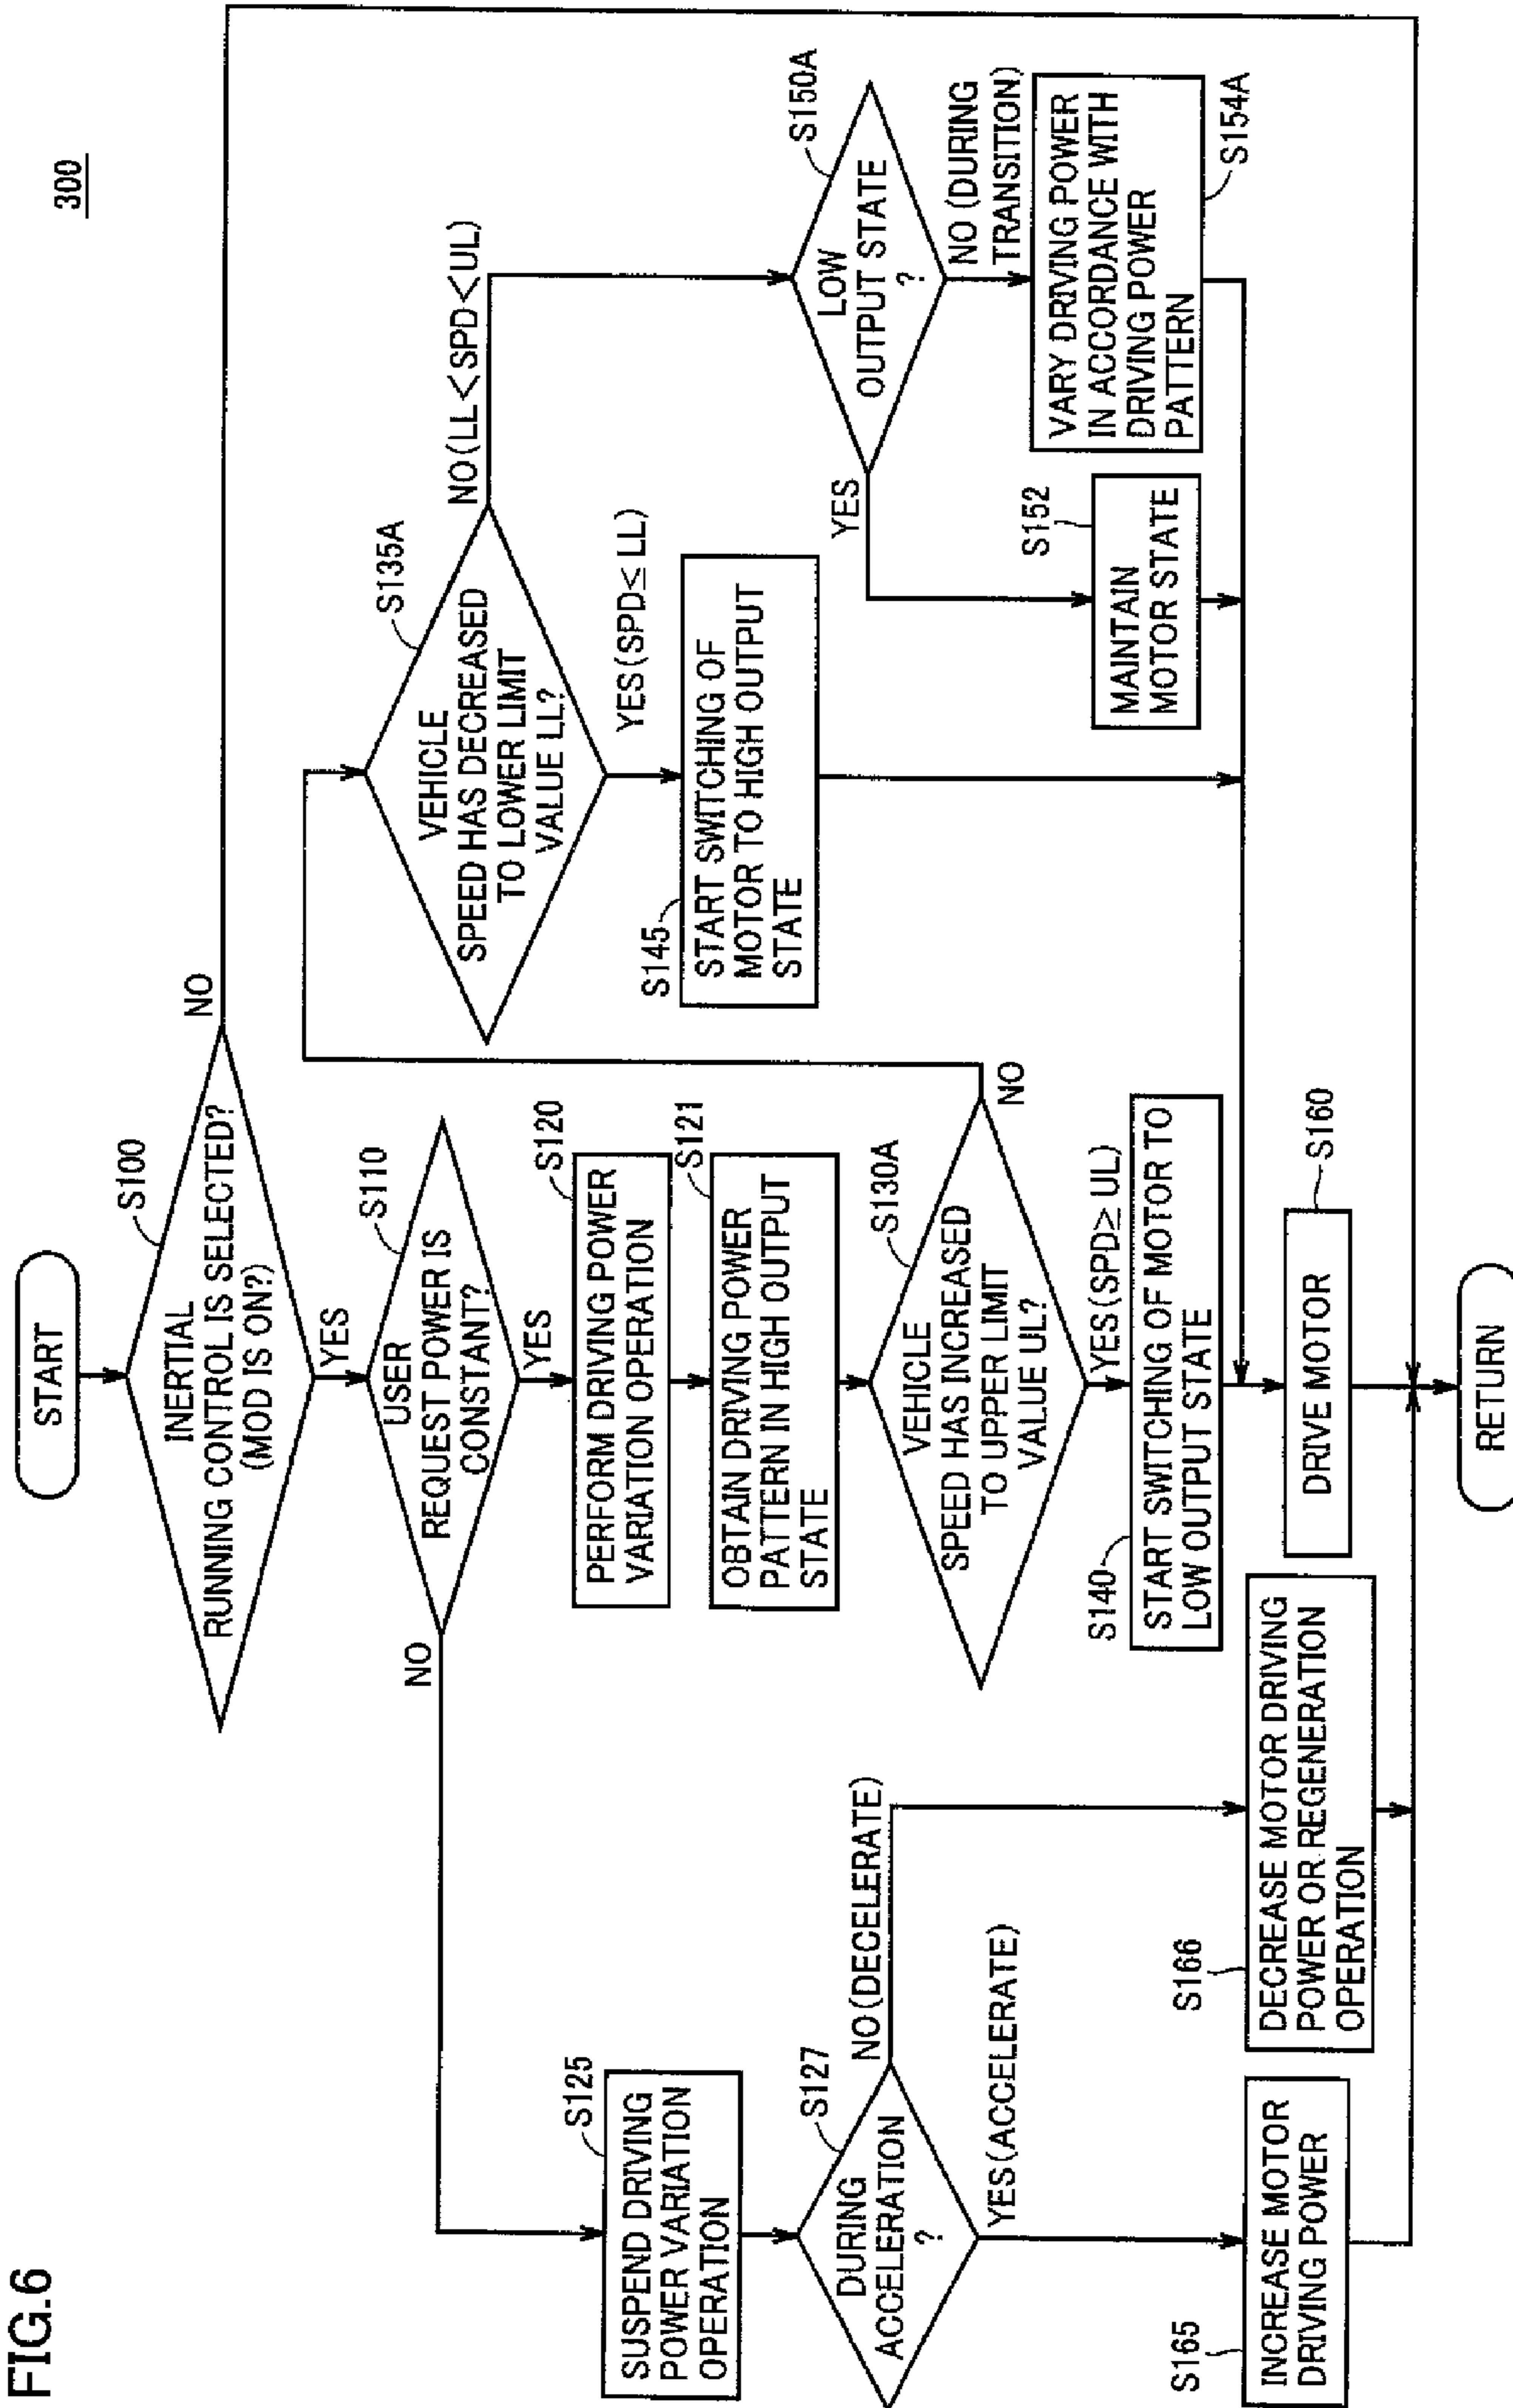 FIG.6
300
START
S100
INERTIAL
RUNNING CONTROL IS SELECTED?
(MOD IS ON?)
NO
YES
S110
USER
REQUEST POWER IS
CONSTANT?
NO
YES
S120
PERFORM DRIVING POWER
VARIATION OPERATION
S121
OBTAIN DRIVING POWER
PATTERN IN HIGH OUTPUT
STATE
S130A
VEHICLE
SPEED HAS INCREASED
TO UPPER LIMIT
VALUE UL?
NO
YES(SPD≥UL)
S140
START SWITCHING OF MOTOR TO
LOW OUTPUT STATE
S135A
VEHICLE
SPEED HAS DECREASED
TO LOWER LIMIT
VALUE LL?
NO(LL<SPD<UL)
YES(SPD≤LL)
S145
START SWITCHING OF
MOTOR TO HIGH OUTPUT
STATE
S150A
LOW
OUTPUT STATE
?
YES
NO(DURING
TRANSITION)
S152
MAINTAIN
MOTOR STATE
S154A
VARY DRIVING POWER
IN ACCORDANCE WITH
DRIVING POWER
PATTERN
S125
SUSPEND DRIVING
POWER VARIATION
OPERATION
S127
DURING
ACCELERATION
?
NO(DECELERATE)
YES(ACCELERATE)
S165
INCREASE MOTOR
DRIVING POWER
S166
DECREASE MOTOR DRIVING
POWER OR REGENERATION
OPERATION
S160
DRIVE MOTOR
RETURN